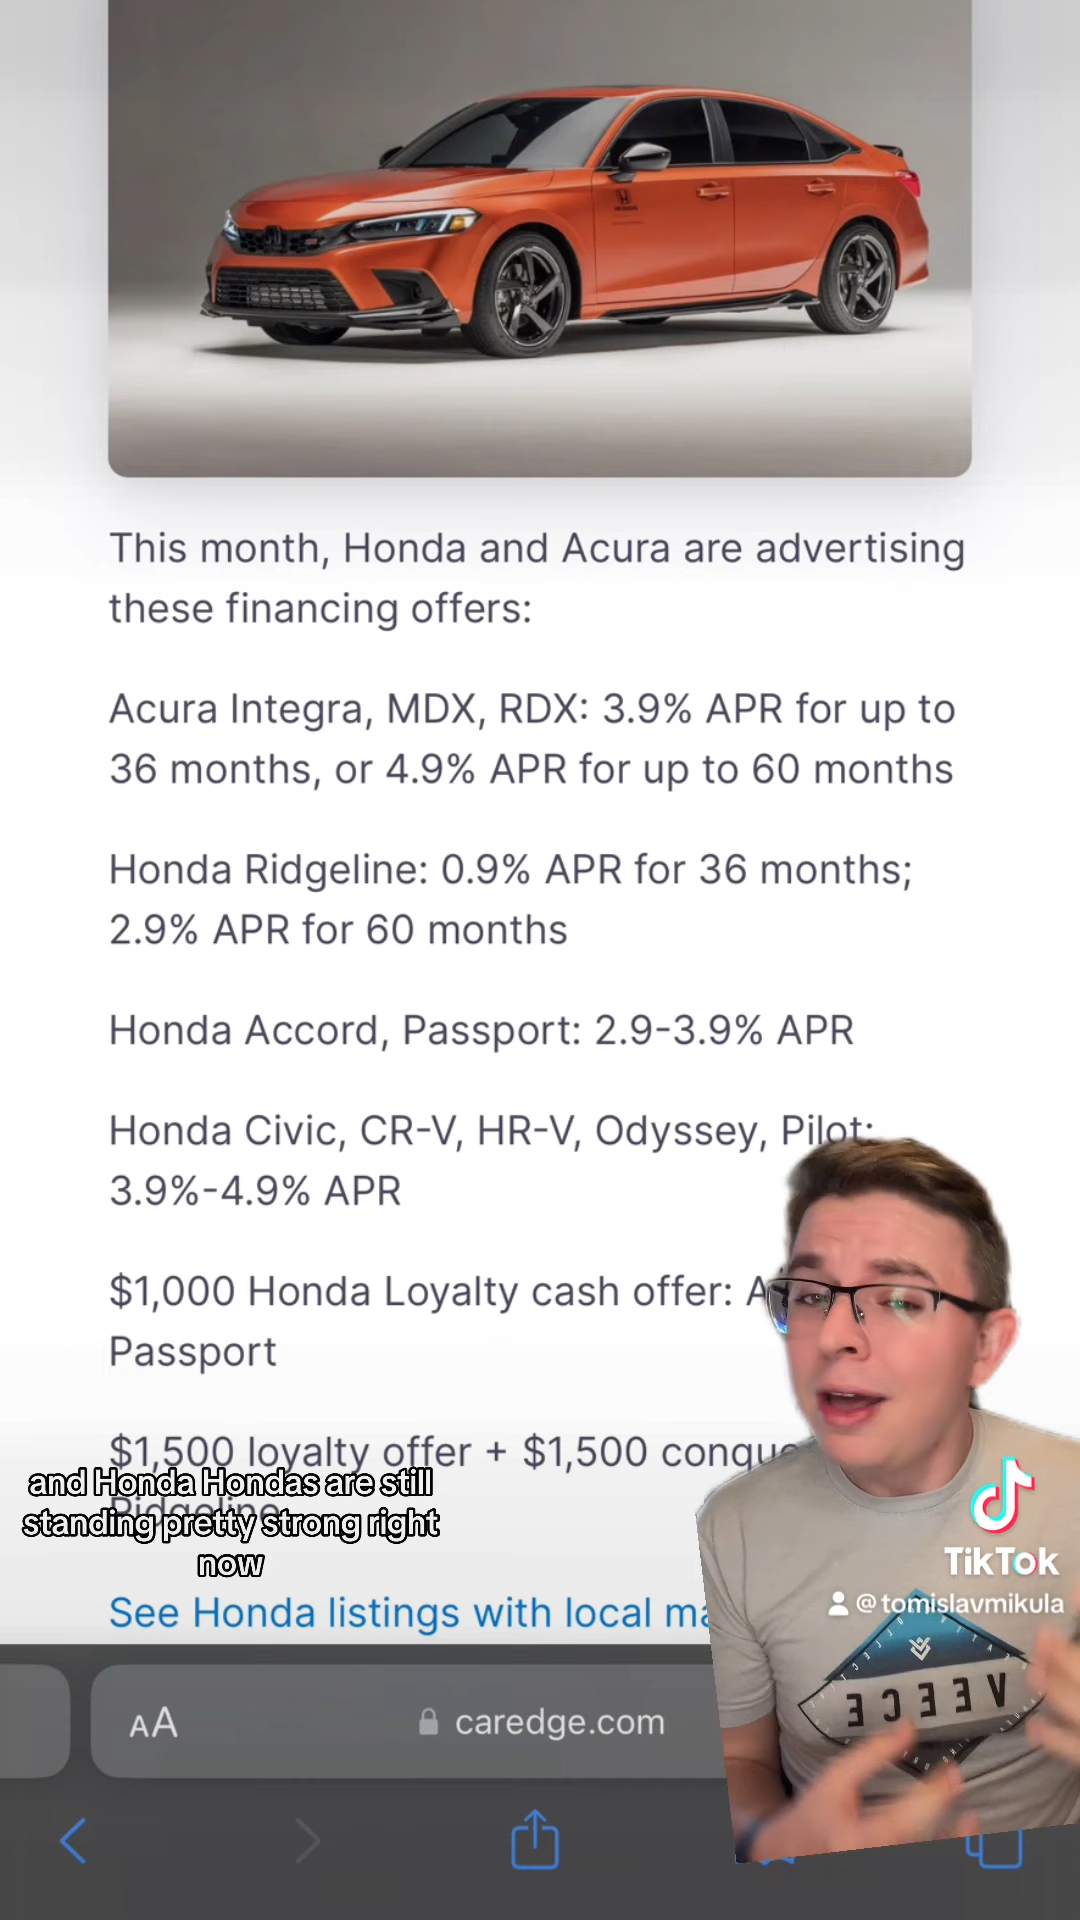 This month, Honda and Acura are advertising
these financing offers:
Acura Integra, MDX, RDX: 3.9% APR for up to
36 months, or 4.9% APR for up to 60 months
Honda Ridgeline: 0.9% APR for 36 months;
2.9% APR for 60 months
Honda Accord, Passport: 2.9-3.9% APR
Honda Civic, CR-V, HR-V, Odyssey, Pilot:
3.9%-4.9% APR
$1,000 Honda Loyalty cash offer: A
Passport
$1,500 loyalty offer + $1,500 conqu
Ridgeline
and Honda Hondas are still
standing pretty strong right
now
See Honda listings with local ma
TikTok
@tomislavmikula
VEECE
AA
caredge.com